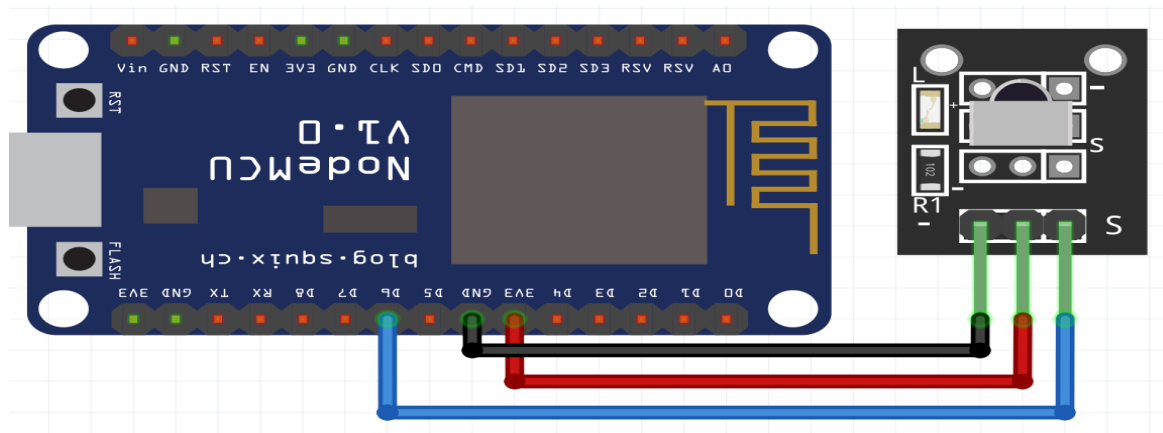 Vin GND RST EN 3V3 GND CLK SD0 CMD SD1 SD2 SD3 RSV RSV A0
RST
V1.0
NodeMCU
blog.squix.ch
FLASH
3V3 GND TX RX D8 D7 D6 D5 GND 3V3 D4 D3 D2 D1 D0
L
+
-
S
102
-
R1
-
S